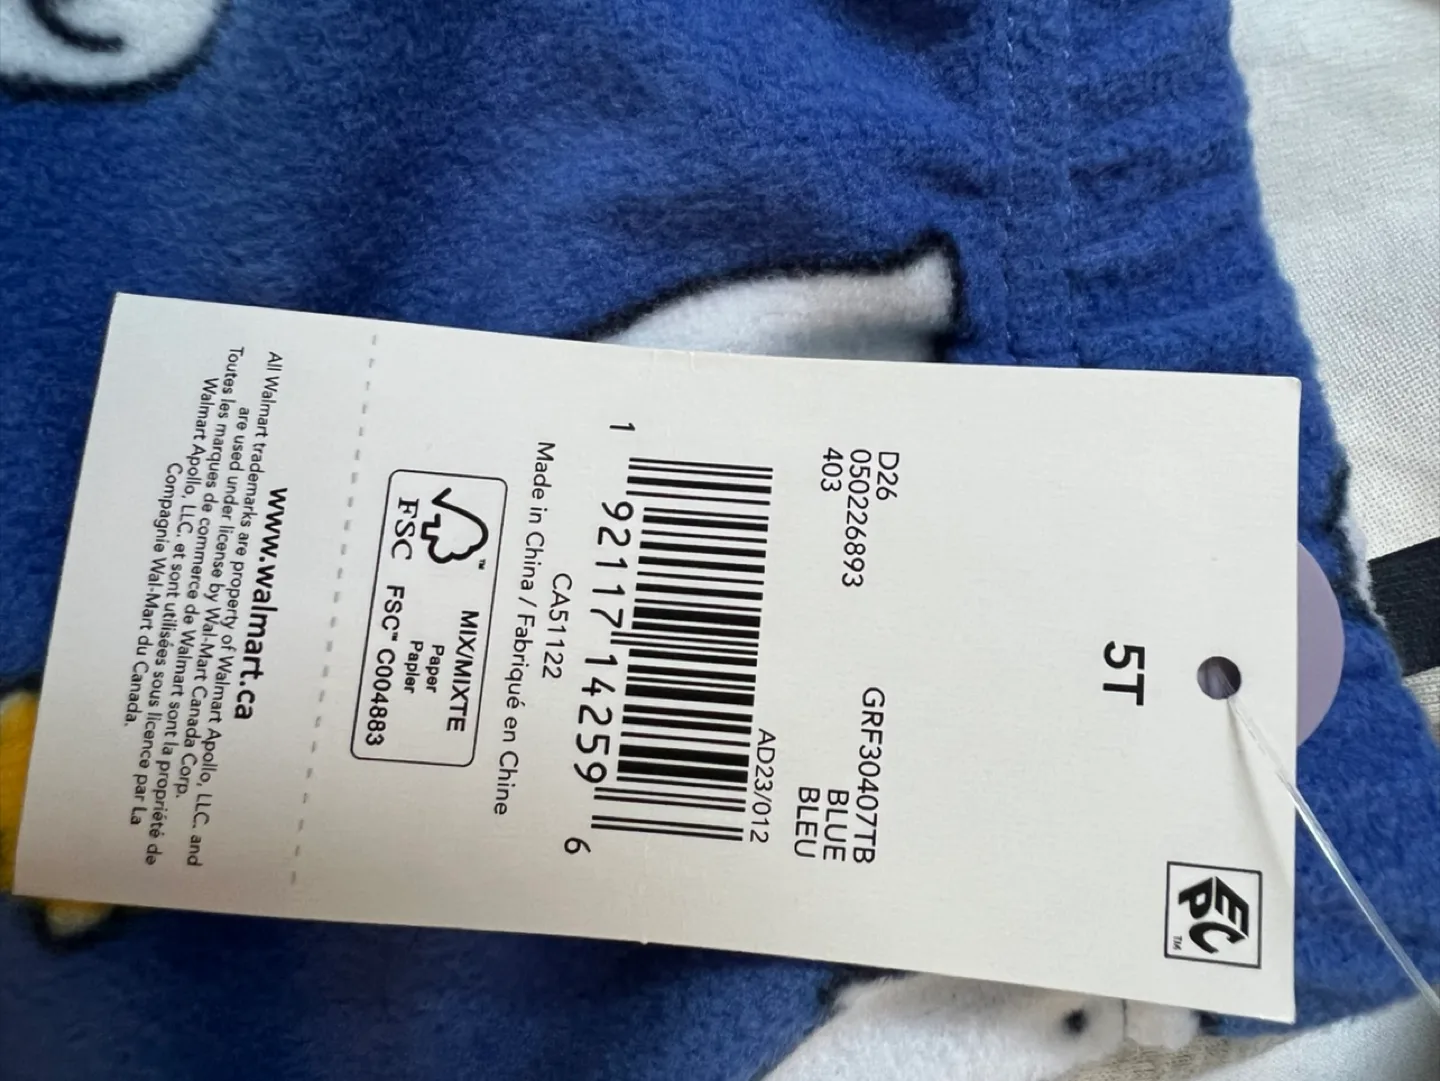 EPC™
5T
D26
GRF30407TB
050226893
BLUE
403
BLEU
AD23/012
1 92117 14259 6
CA51122
Made in China / Fabriqué en Chine
FSC
™
MIX/MIXTE
Paper
Papier
FSC™ C004883
www.walmart.ca
All Walmart trademarks are property of Walmart Apollo, LLC. and
are used under license by Wal-Mart Canada Corp.
Toutes les marques de commerce de Walmart sont la propriété de
Walmart Apollo, LLC. et sont utilisées sous licence par La
Compagnie Wal-Mart du Canada.